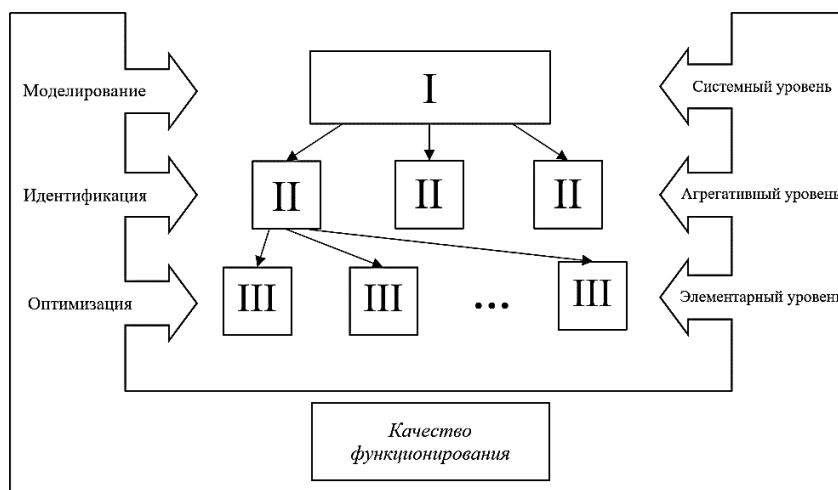 Моделирование
I
Системный уровень
Идентификация
II
II
II
Агрегативный уровень
Оптимизация
III
III
...
III
Элементарный уровень
Качество
функционирования